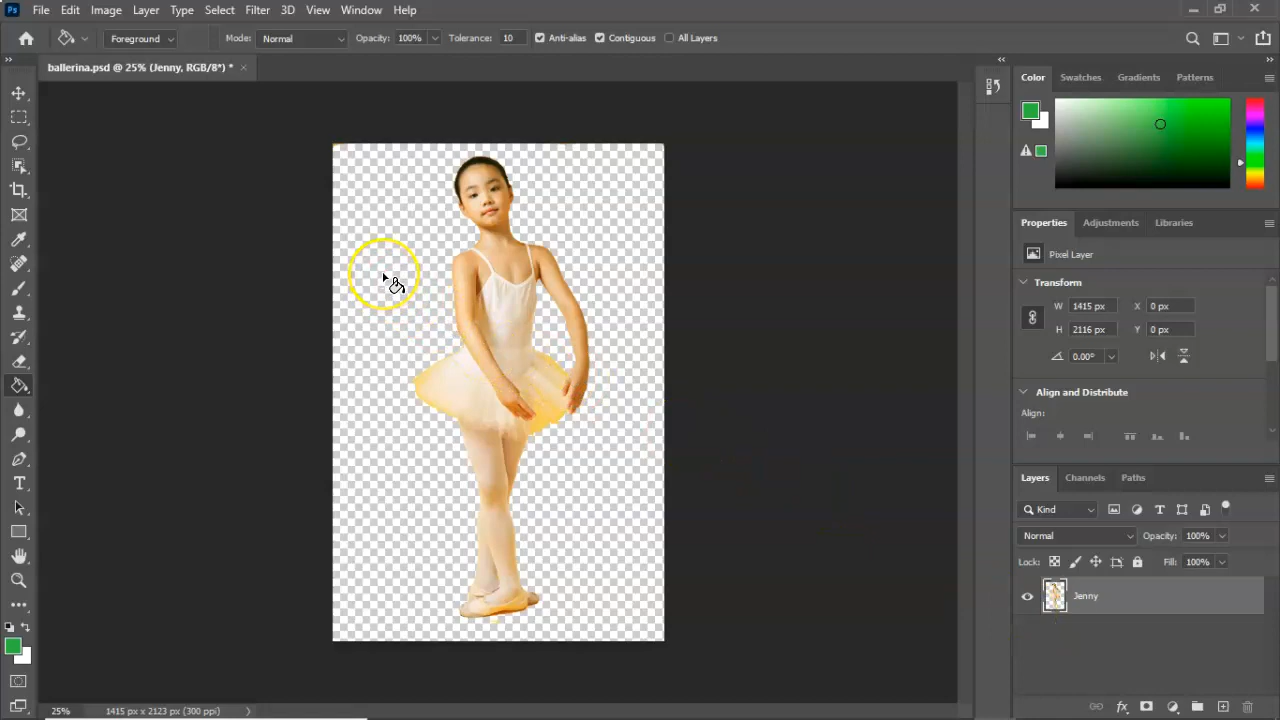 Ps File Edit Image Layer Type Select Filter 3D View Window Help
Foreground Mode: Normal Opacity: 100% Tolerance: 10 Anti-alias Contiguous All Layers
ballerina.psd @ 25% (Jenny, RGB/8*) *
Color Swatches Gradients Patterns
Properties Adjustments Libraries
Pixel Layer
Transform
W 1415 px X 0 px
H 2116 px Y 0 px
0.00°
Align and Distribute
Align:
Layers Channels Paths
Kind
Normal Opacity: 100%
Lock: Fill: 100%
Jenny
fx
25% 1415 px x 2123 px (300 ppi)